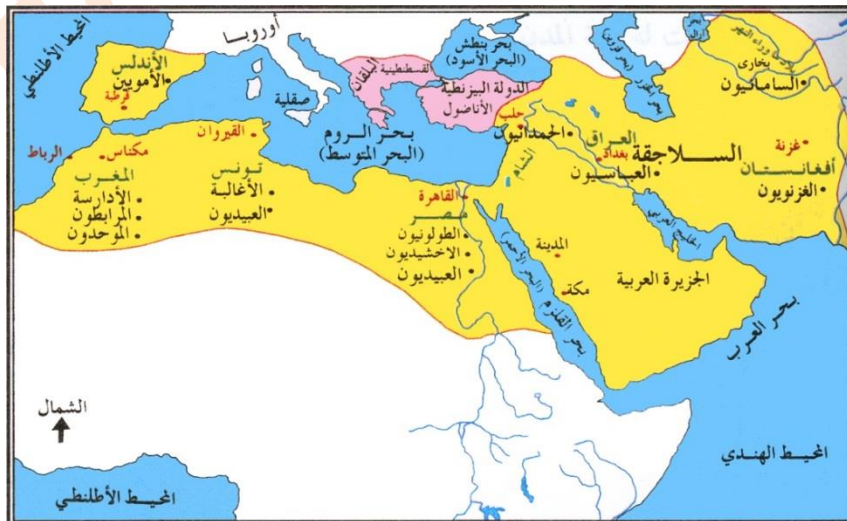 المحيط الأطلنطي
أوروبا
الأندلس
الأمويين
قرطبة
صقلية
البلقان
القسطنطينية
الدولة البيزنطية
الأناضول
بحر بنطش
(البحر الأسود)
بحر الروم
(البحر المتوسط)
بخارى
السامانيون
حلب
الحمدانيون
الشام
العراق
بغداد
العباسيون
السلاجقة
غزنة
أفغانستان
الغزنويون
الرباط
مكناس
المغرب
الأدارسة
المرابطون
الموحدون
القيروان
تونس
الأغالبة
العبيديون
القاهرة
مصر
الطولونيون
الاخشيديون
العبيديون
المدينة
مكة
الجزيرة العربية
الخليج العربي
بحر القلزم (البحر الأحمر)
بحر العرب
المحيط الهندي
الشمال
المحيط الأطلنطي